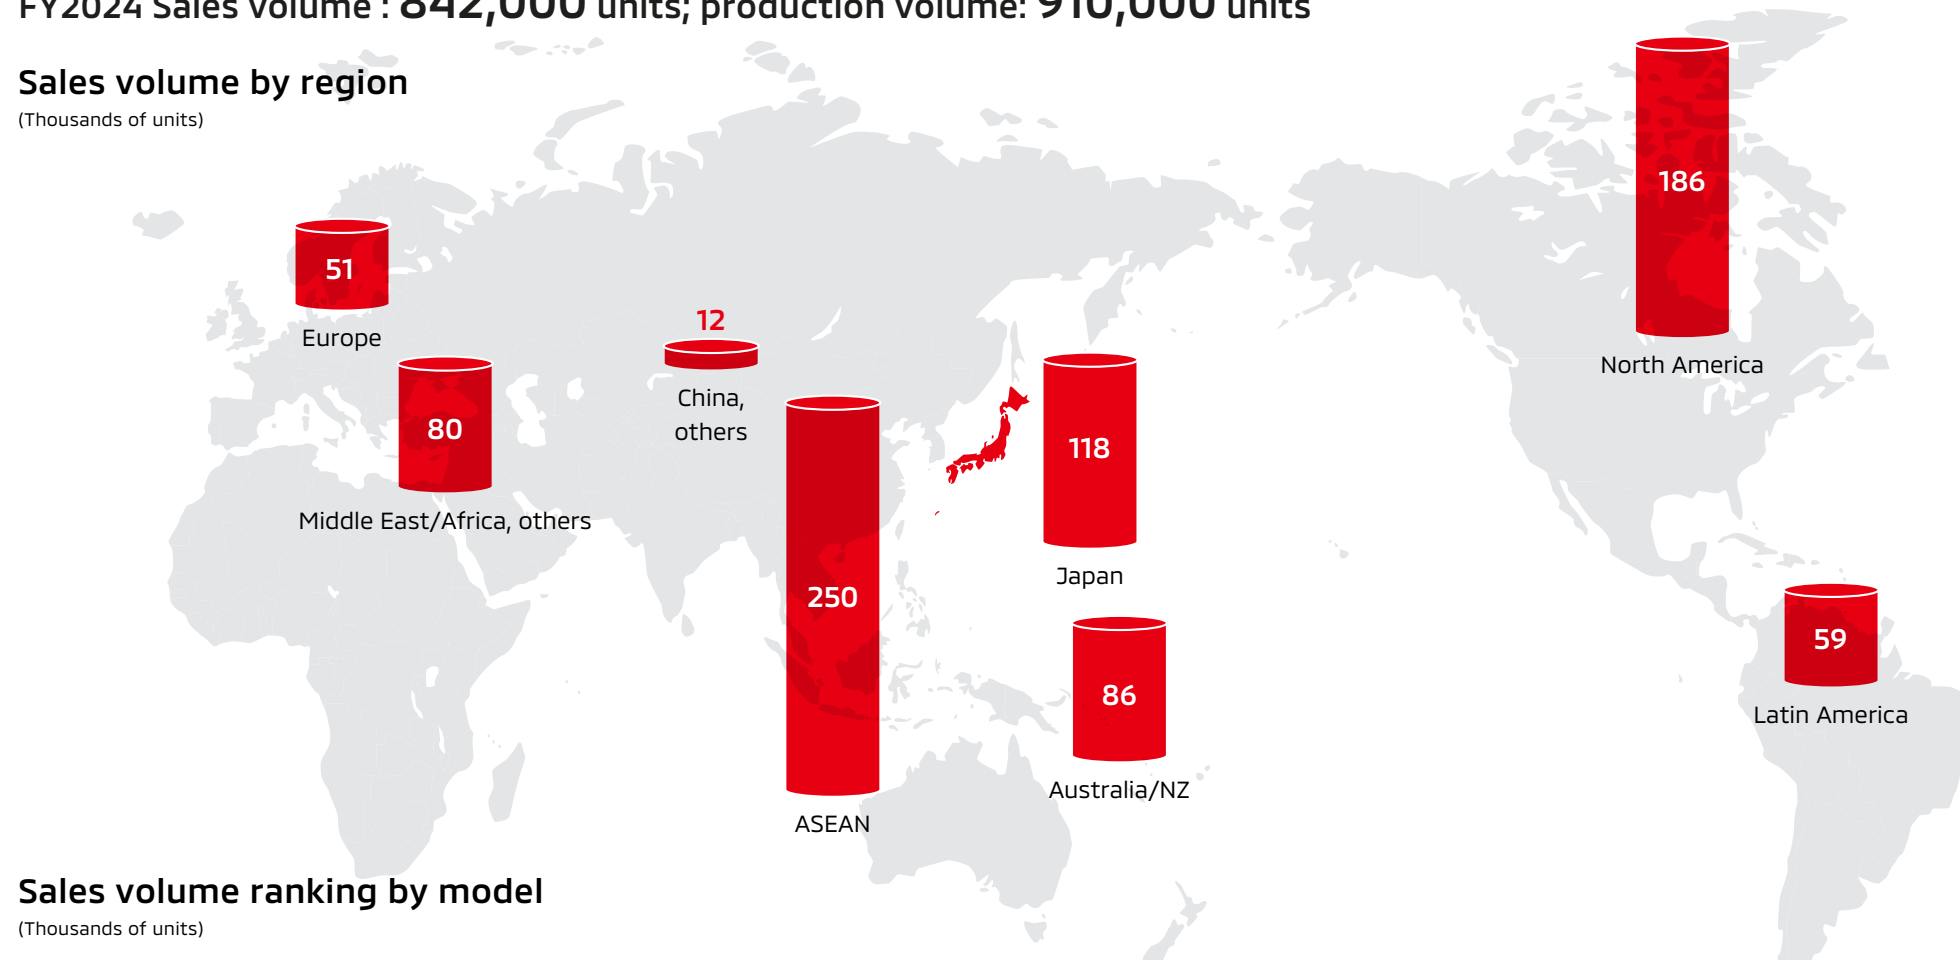 FY2024 Sales volume : 842,000 units; production volume: 910,000 units
Sales volume by region
(Thousands of units)
186
North America
51
Europe
12
China,
others
80
Middle East/Africa, others
118
Japan
250
ASEAN
86
Australia/NZ
59
Latin America
Sales volume ranking by model
(Thousands of units)